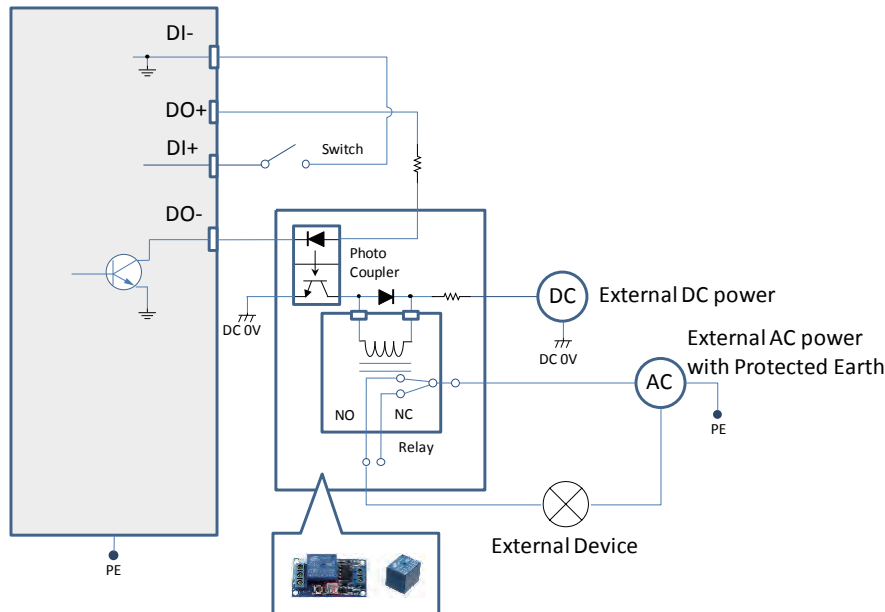 DI-
DO+
DI+
Switch
DO-
Photo
Coupler
DC 0V
DC
External DC power
DC 0V
External AC power
with Protected Earth
AC
PE
NO
NC
Relay
External Device
PE